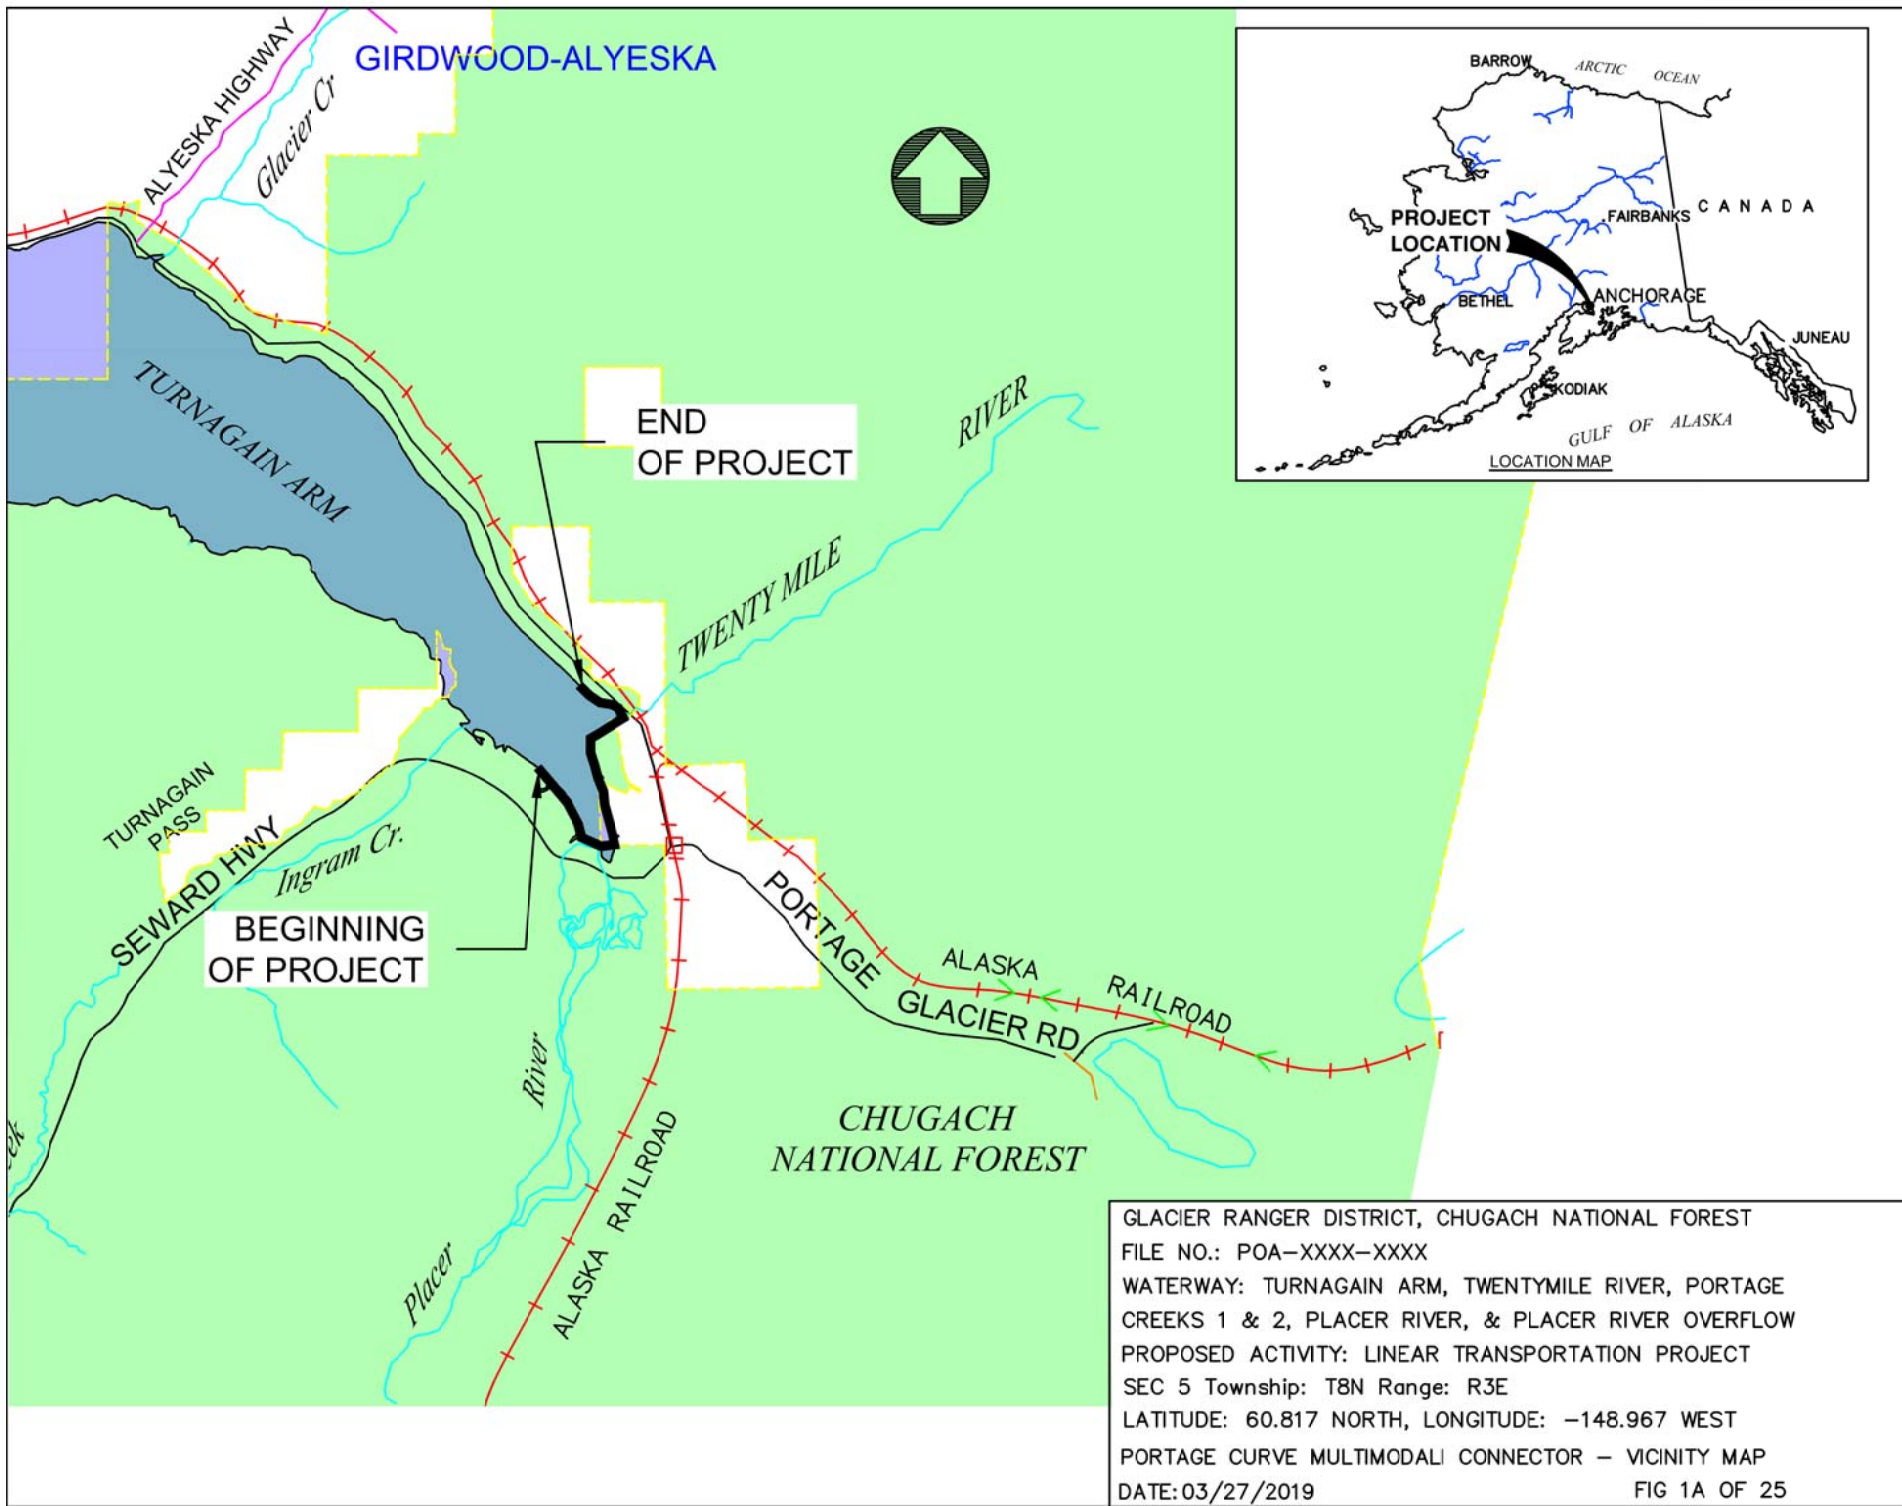 GIRDWOOD-ALYESKA
ALYESKA HIGHWAY
Glacier Cr
TURNAGAIN ARM
END
OF PROJECT
TWENTY MILE
RIVER
TURNAGAIN
PASS
SEWARD HWY
Ingram Cr.
BEGINNING
OF PROJECT
PORTAGE
GLACIER RD
ALASKA
RAILROAD
River
Placer
ALASKA RAILROAD
CHUGACH
NATIONAL FOREST
eek
BARROW
ARCTIC OCEAN
CANADA
PROJECT
LOCATION
FAIRBANKS
BETHEL
ANCHORAGE
JUNEAU
KODIAK
GULF OF ALASKA
LOCATION MAP
GLACIER RANGER DISTRICT, CHUGACH NATIONAL FOREST
FILE NO.: POA-XXXX-XXXX
WATERWAY: TURNAGAIN ARM, TWENTYMILE RIVER, PORTAGE
CREEKS 1 & 2, PLACER RIVER, & PLACER RIVER OVERFLOW
PROPOSED ACTIVITY: LINEAR TRANSPORTATION PROJECT
SEC 5 Township: T8N Range: R3E
LATITUDE: 60.817 NORTH, LONGITUDE: -148.967 WEST
PORTAGE CURVE MULTIMODALI CONNECTOR - VICINITY MAP
DATE: 03/27/2019 FIG 1A OF 25